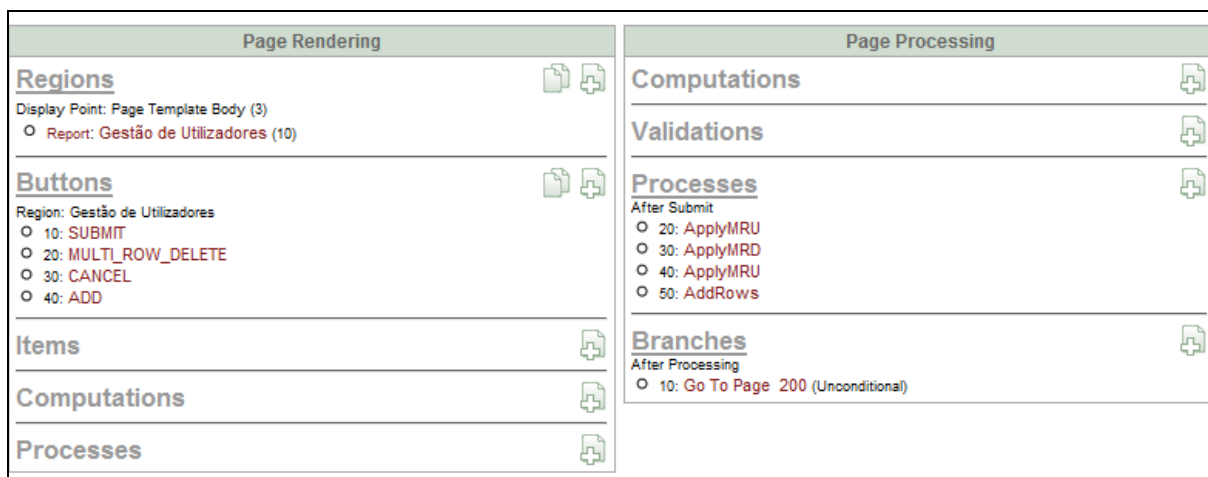 Page Rendering
Regions
Display Point: Page Template Body (3)
Report: Gestão de Utilizadores (10)
Buttons
Region: Gestão de Utilizadores
10: SUBMIT
20: MULTI_ROW_DELETE
30: CANCEL
40: ADD
Items
Computations
Processes
Page Processing
Computations
Validations
Processes
After Submit
20: ApplyMRU
30: ApplyMRD
40: ApplyMRU
50: AddRows
Branches
After Processing
10: Go To Page 200 (Unconditional)